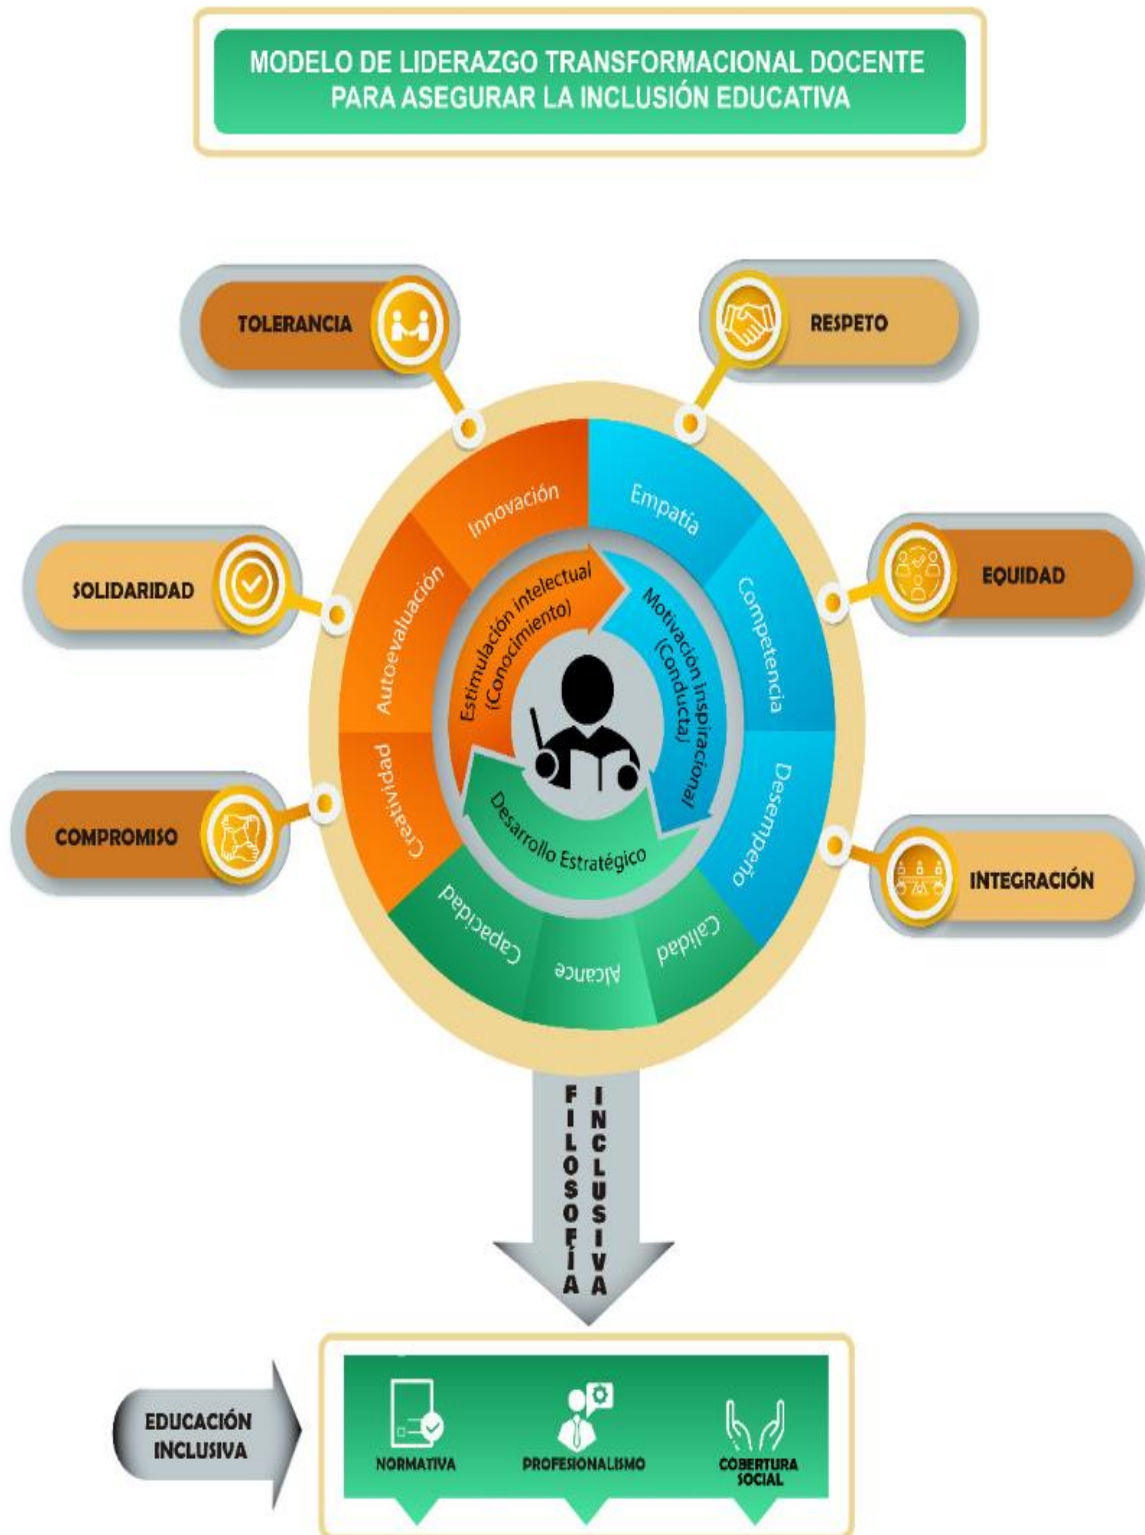 MODELO DE LIDERAZGO TRANSFORMACIONAL DOCENTE
PARA ASEGURAR LA INCLUSIÓN EDUCATIVA
TOLERANCIA
RESPETO
SOLIDARIDAD
EQUIDAD
COMPROMISO
INTEGRACIÓN
Innovación
Empatía
Autoevaluación
Competencia
Creatividad
Desempeño
Capacidad
Alcance
Calidad
Estimulación intelectual
(Conocimiento)
Motivación inspiracional
(Conducta)
Desarrollo Estratégico
FILOSOFÍA
INCLUSIVA
EDUCACIÓN
INCLUSIVA
NORMATIVA
PROFESIONALISMO
COBERTURA
SOCIAL